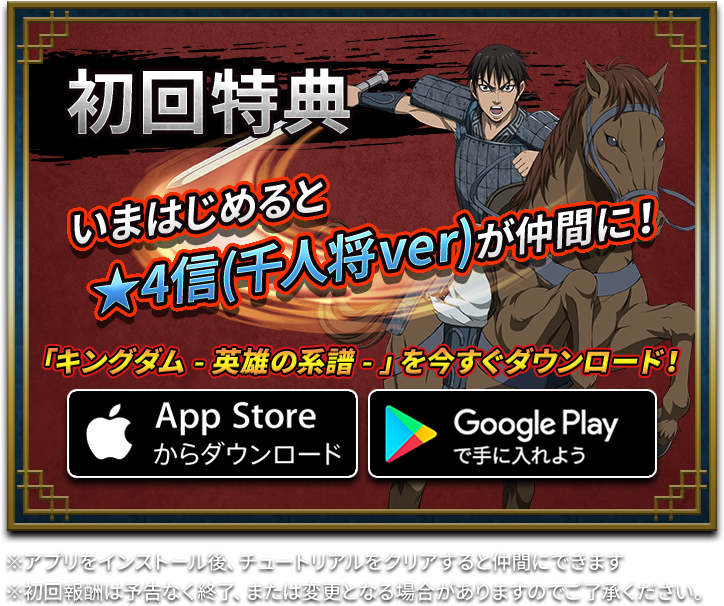 初回特典
いまはじめると
★4信(千人将ver)が仲間に!
「キングダム - 英雄の系譜 - 」を今すぐダウンロード!
App Store
からダウンロード
Google Play
で手に入れよう
※アプリをインストール後、チュートリアルをクリアすると仲間にできます
※初回報酬は予告なく終了、または変更となる場合がありますのでご了承ください。